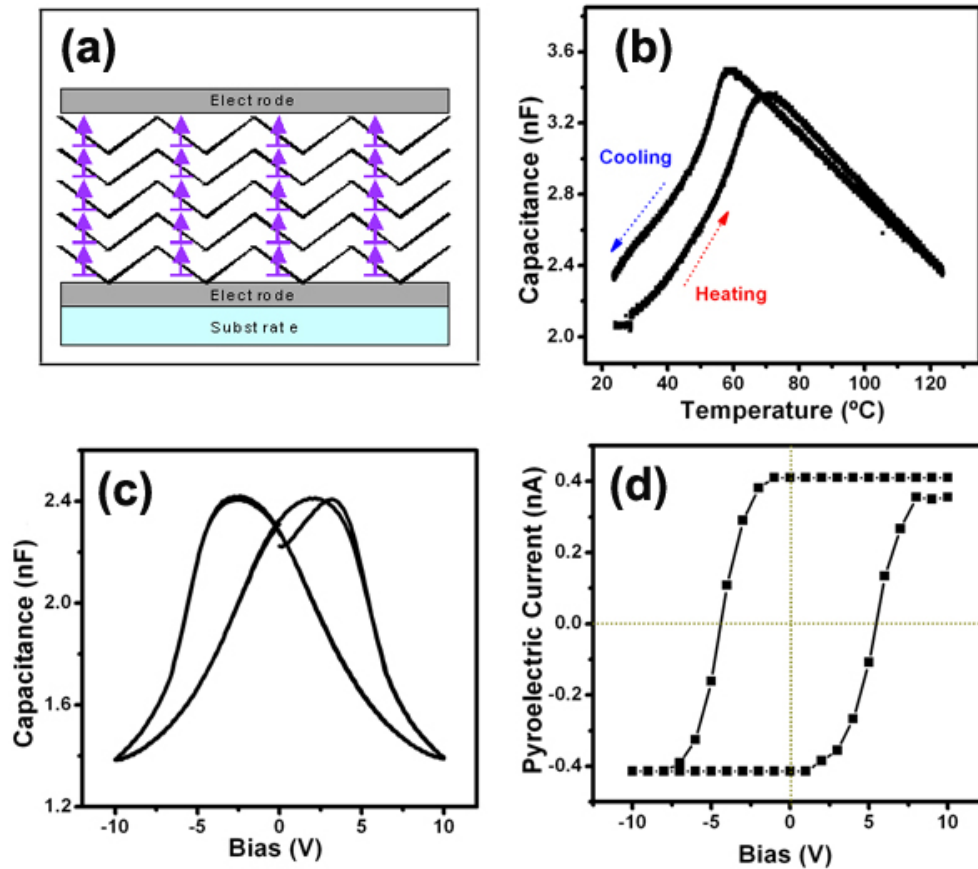 (a)
Electrode
Electrode
Substrate
(b)
Capacitance (nF)
3.6
3.2
2.8
2.4
2.0
Cooling
Heating
20 40 60 80 100 120
Temperature (ºC)
(c)
Capacitance (nF)
2.4
2.0
1.6
1.2
-10 -5 0 5 10
Bias (V)
(d)
Pyroelectric Current (nA)
0.4
0.2
0.0
-0.2
-0.4
-10 -5 0 5 10
Bias (V)